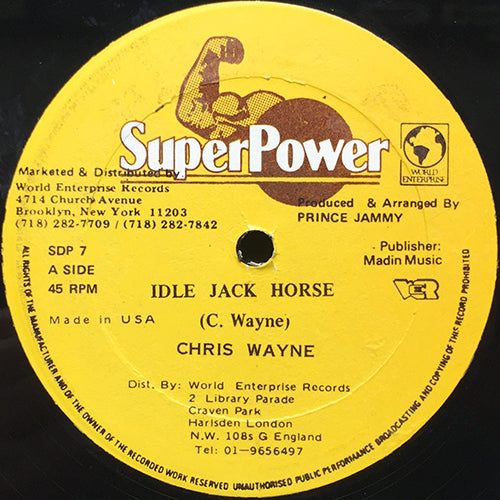 SuperPower
Marketed & Distributed by
World Enterprise Records
4714 Church Avenue
Brooklyn, New York 11203
(718) 282-7709 / (718) 282-7842
WORLD
ENTERPRISE
Produced & Arranged By
PRINCE JAMMY
SDP 7
A SIDE
45 RPM
Publisher:
Madin Music
WER
IDLE JACK HORSE
Made in USA
(C. Wayne)
CHRIS WAYNE
Dist. By: World Enterprise Records
2 Library Parade
Craven Park
Harlsden London
N.W. 108s G England
Tel: 01-9656497
ALL RIGHTS OF THE MANUFACTURER AND OF THE OWNER OF THE RECORDED WORK RESERVED UNAUTHORISED PUBLIC PERFORMANCE BROADCASTING AND COPYING OF THIS RECORD PROHIBITED